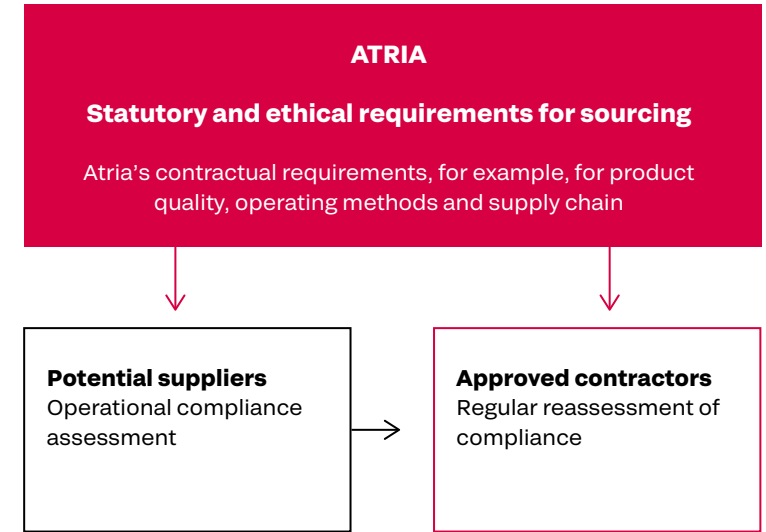 ATRIA
Statutory and ethical requirements for sourcing
Atria’s contractual requirements, for example, for product
quality, operating methods and supply chain
Potential suppliers
Operational compliance
assessment
Approved contractors
Regular reassessment of
compliance